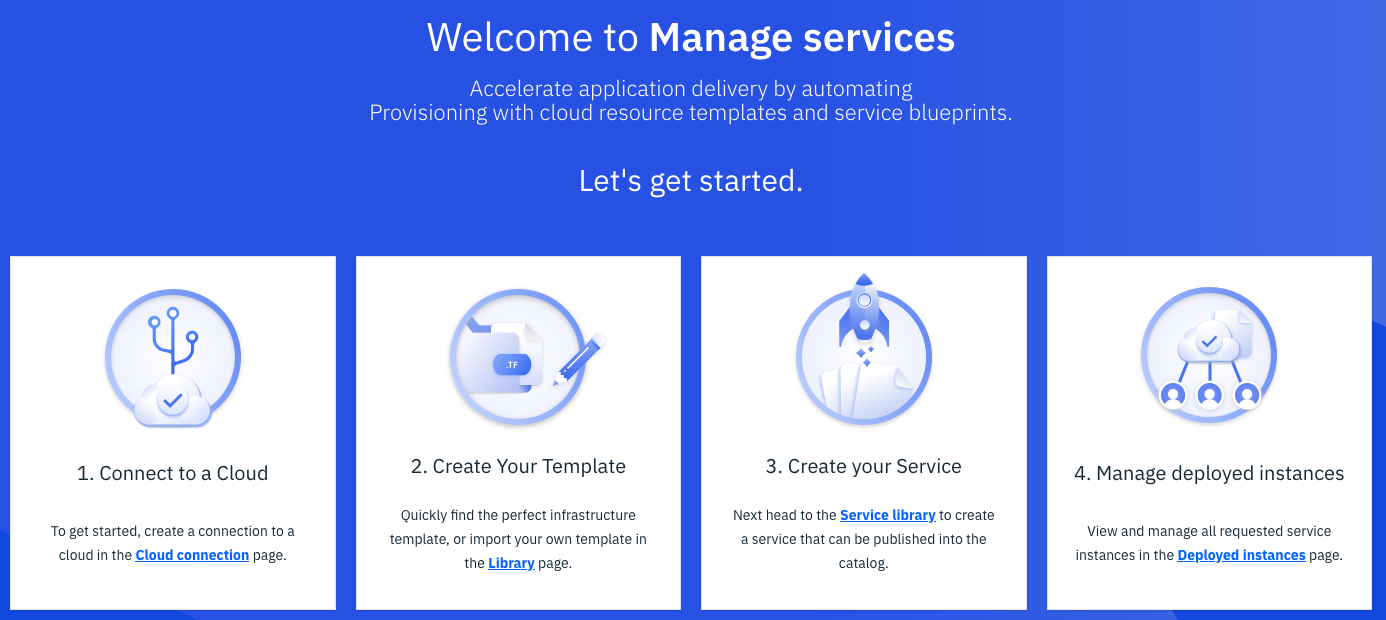 Welcome to Manage services
Accelerate application delivery by automating
Provisioning with cloud resource templates and service blueprints.
Let's get started.
1. Connect to a Cloud
To get started, create a connection to a
cloud in the Cloud connection page.
.TF
2. Create Your Template
Quickly find the perfect infrastructure
template, or import your own template in
the Library page.
3. Create your Service
Next head to the Service library to create
a service that can be published into the
catalog.
4. Manage deployed instances
View and manage all requested service
instances in the Deployed instances page.